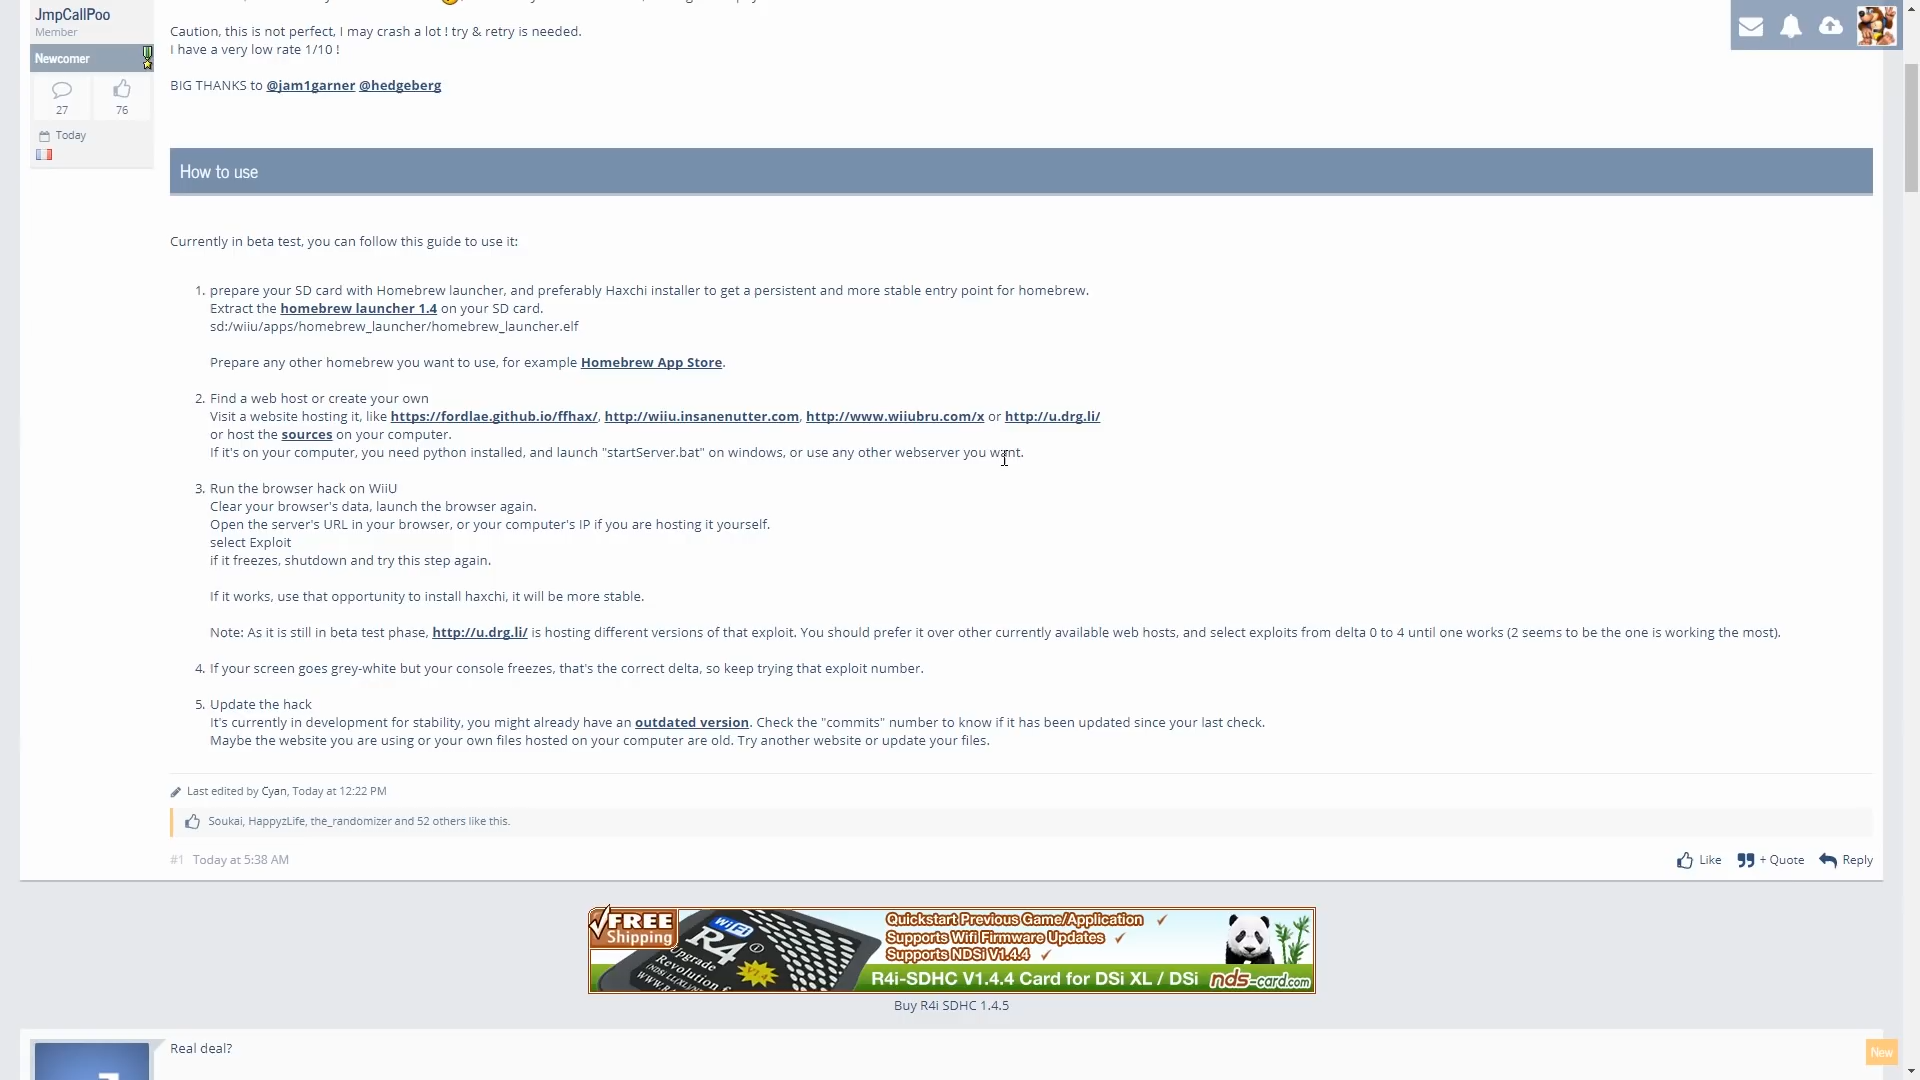 JmpCallPoo
Member
Newcomer
27
76
Today
Caution, this is not perfect, I may crash a lot ! try & retry is needed.
I have a very low rate 1/10 !
BIG THANKS to @jam1garner @hedgeberg
How to use
Currently in beta test, you can follow this guide to use it:
1. prepare your SD card with Homebrew launcher, and preferably Haxchi installer to get a persistent and more stable entry point for homebrew.
Extract the homebrew launcher 1.4 on your SD card.
sd:/wiiu/apps/homebrew_launcher/homebrew_launcher.elf
Prepare any other homebrew you want to use, for example Homebrew App Store.
2. Find a web host or create your own
Visit a website hosting it, like https://fordlae.github.io/ffhax/, http://wiiu.insanenutter.com, http://www.wiiubru.com/x or http://u.drg.li/
or host the sources on your computer.
If it's on your computer, you need python installed, and launch "startServer.bat" on windows, or use any other webserver you want.
3. Run the browser hack on WiiU
Clear your browser's data, launch the browser again.
Open the server's URL in your browser, or your computer's IP if you are hosting it yourself.
select Exploit
if it freezes, shutdown and try this step again.
If it works, use that opportunity to install haxchi, it will be more stable.
Note: As it is still in beta test phase, http://u.drg.li/ is hosting different versions of that exploit. You should prefer it over other currently available web hosts, and select exploits from delta 0 to 4 until one works (2 seems to be the one is working the most).
4. If your screen goes grey-white but your console freezes, that's the correct delta, so keep trying that exploit number.
5. Update the hack
It's currently in development for stability, you might already have an outdated version. Check the "commits" number to know if it has been updated since your last check.
Maybe the website you are using or your own files hosted on your computer are old. Try another website or update your files.
Last edited by Cyan, Today at 12:22 PM
Soukai, HappyzLife, the_randomizer and 52 others like this.
#1 Today at 5:38 AM
Like + Quote Reply
FREE
Shipping
WiFi
R4i
Upgrade
Revolution
V1.4
Quickstart Previous Game/Application
Supports Wifi Firmware Updates
Supports NDSi V1.4.4
R4i-SDHC V1.4.4 Card for DSi XL / DSi
nds-card.com
Buy R4i SDHC 1.4.5
Real deal?
New